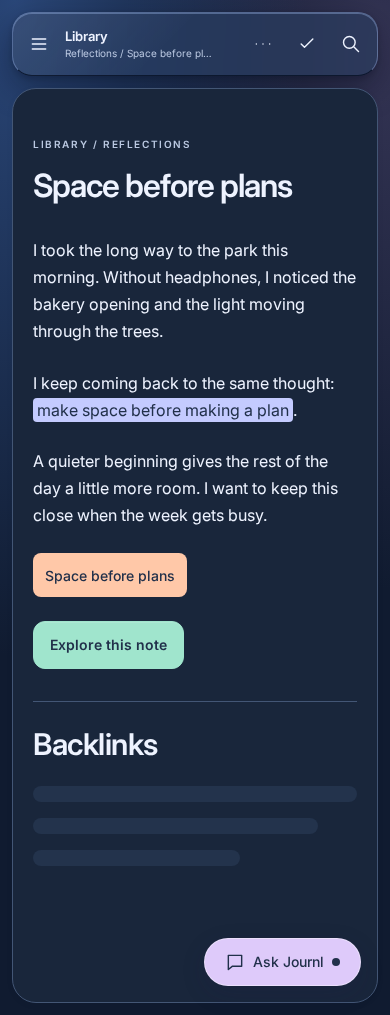 Library
Reflections / Space before pl...
LIBRARY / REFLECTIONS
Space before plans
I took the long way to the park this
morning. Without headphones, I noticed the
bakery opening and the light moving
through the trees.
I keep coming back to the same thought:
make space before making a plan.
A quieter beginning gives the rest of the
day a little more room. I want to keep this
close when the week gets busy.
Space before plans
Explore this note
Backlinks
Ask Journl